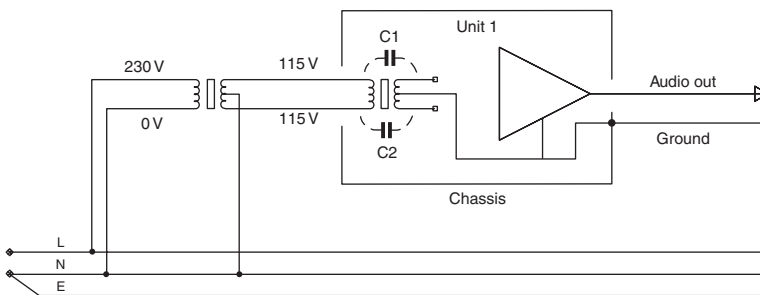 Unit 1
C1
230 V
115 V
Audio out
0 V
115 V
C2
Ground
Chassis
L
N
E